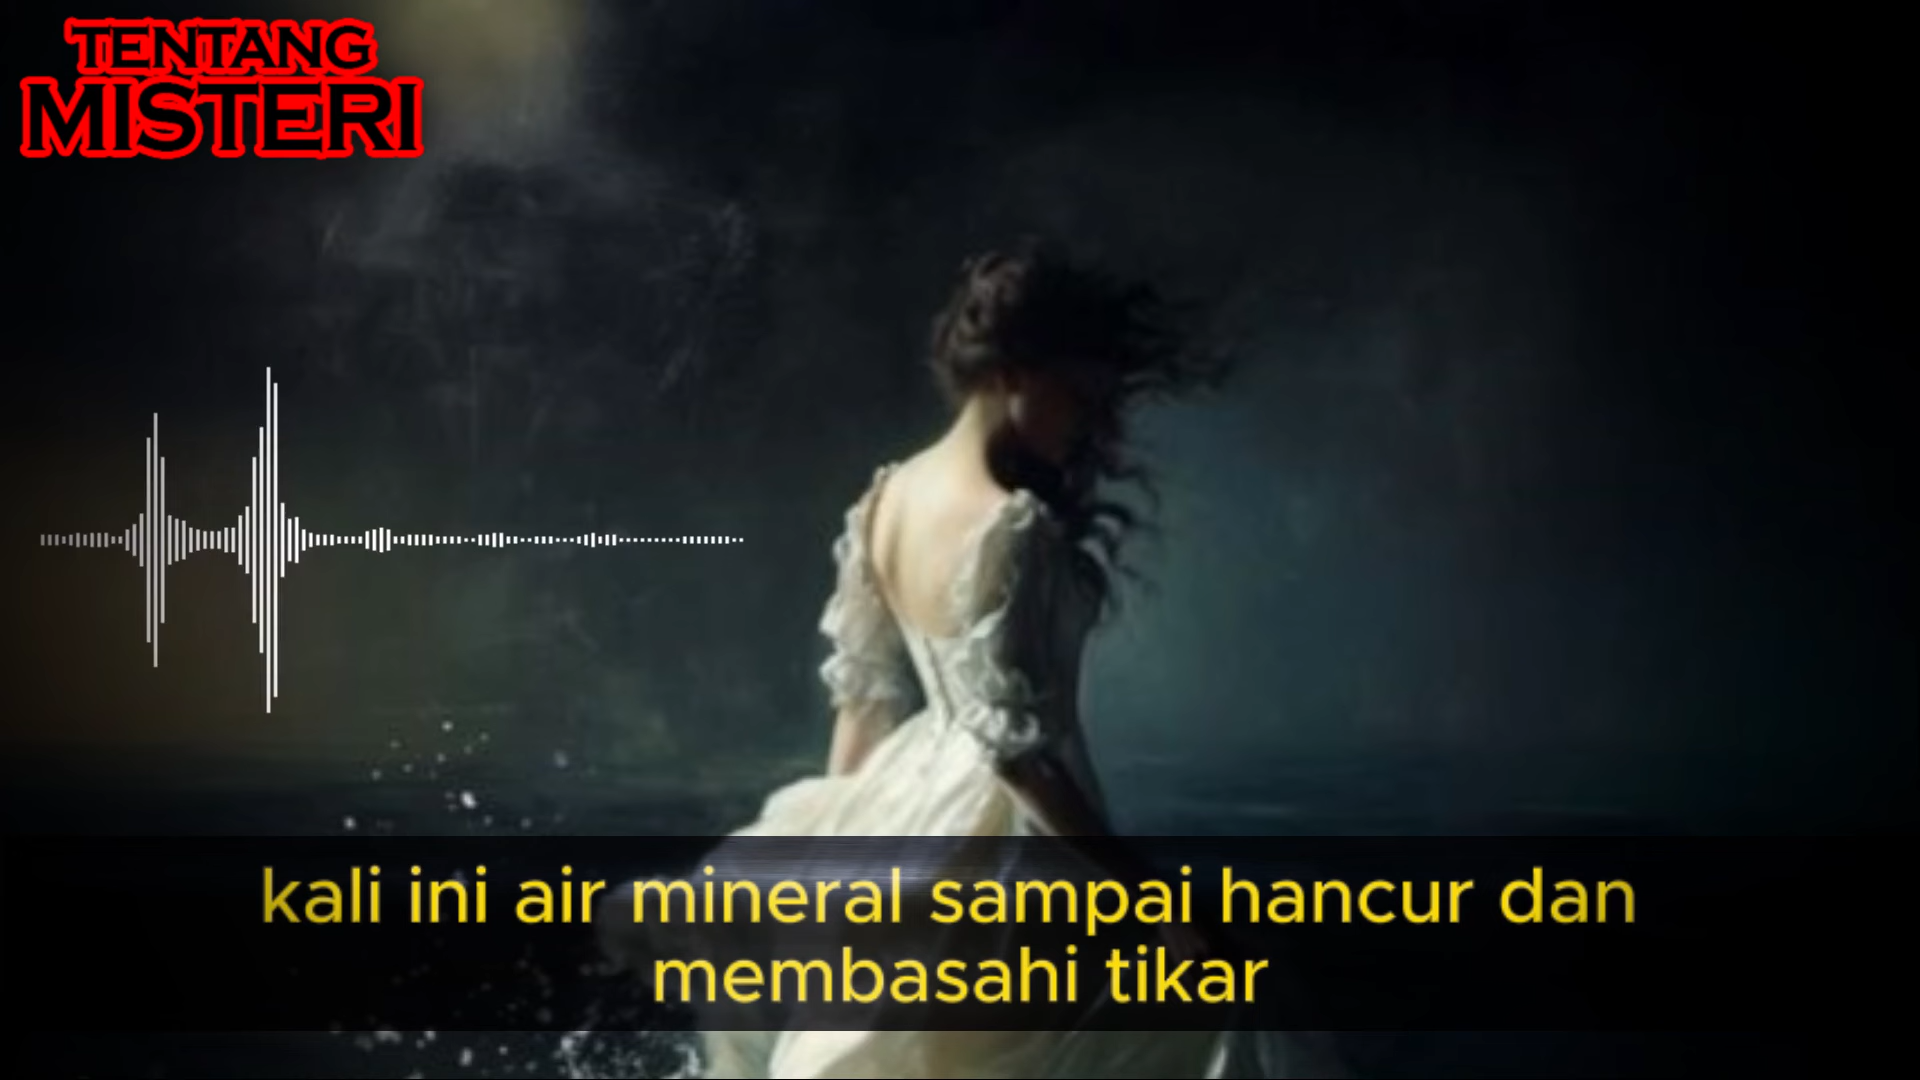 TENTANG
MISTERI
kali ini air mineral sampai hancur dan
membasahi tikar